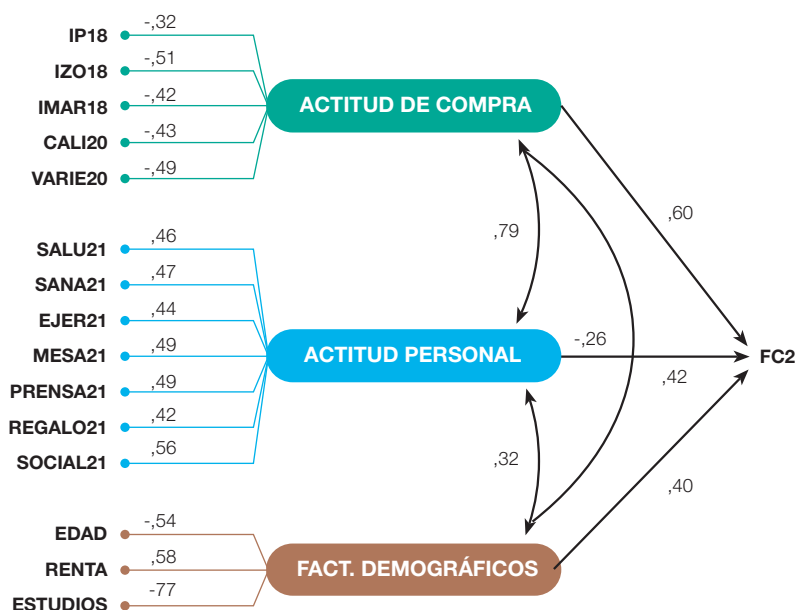 IP18 -,32
IZO18 -,51
IMAR18 -,42
CALI20 -,43
VARIE20 -,49
ACTITUD DE COMPRA
,60
,79
SALU21 ,46
SANA21 ,47
EJER21 ,44
MESA21 ,49
PRENSA21 ,49
REGALO21 ,42
SOCIAL21 ,56
ACTITUD PERSONAL
-,26
,42
FC2
,32
,40
EDAD -,54
RENTA ,58
ESTUDIOS -77
FACT. DEMOGRÁFICOS